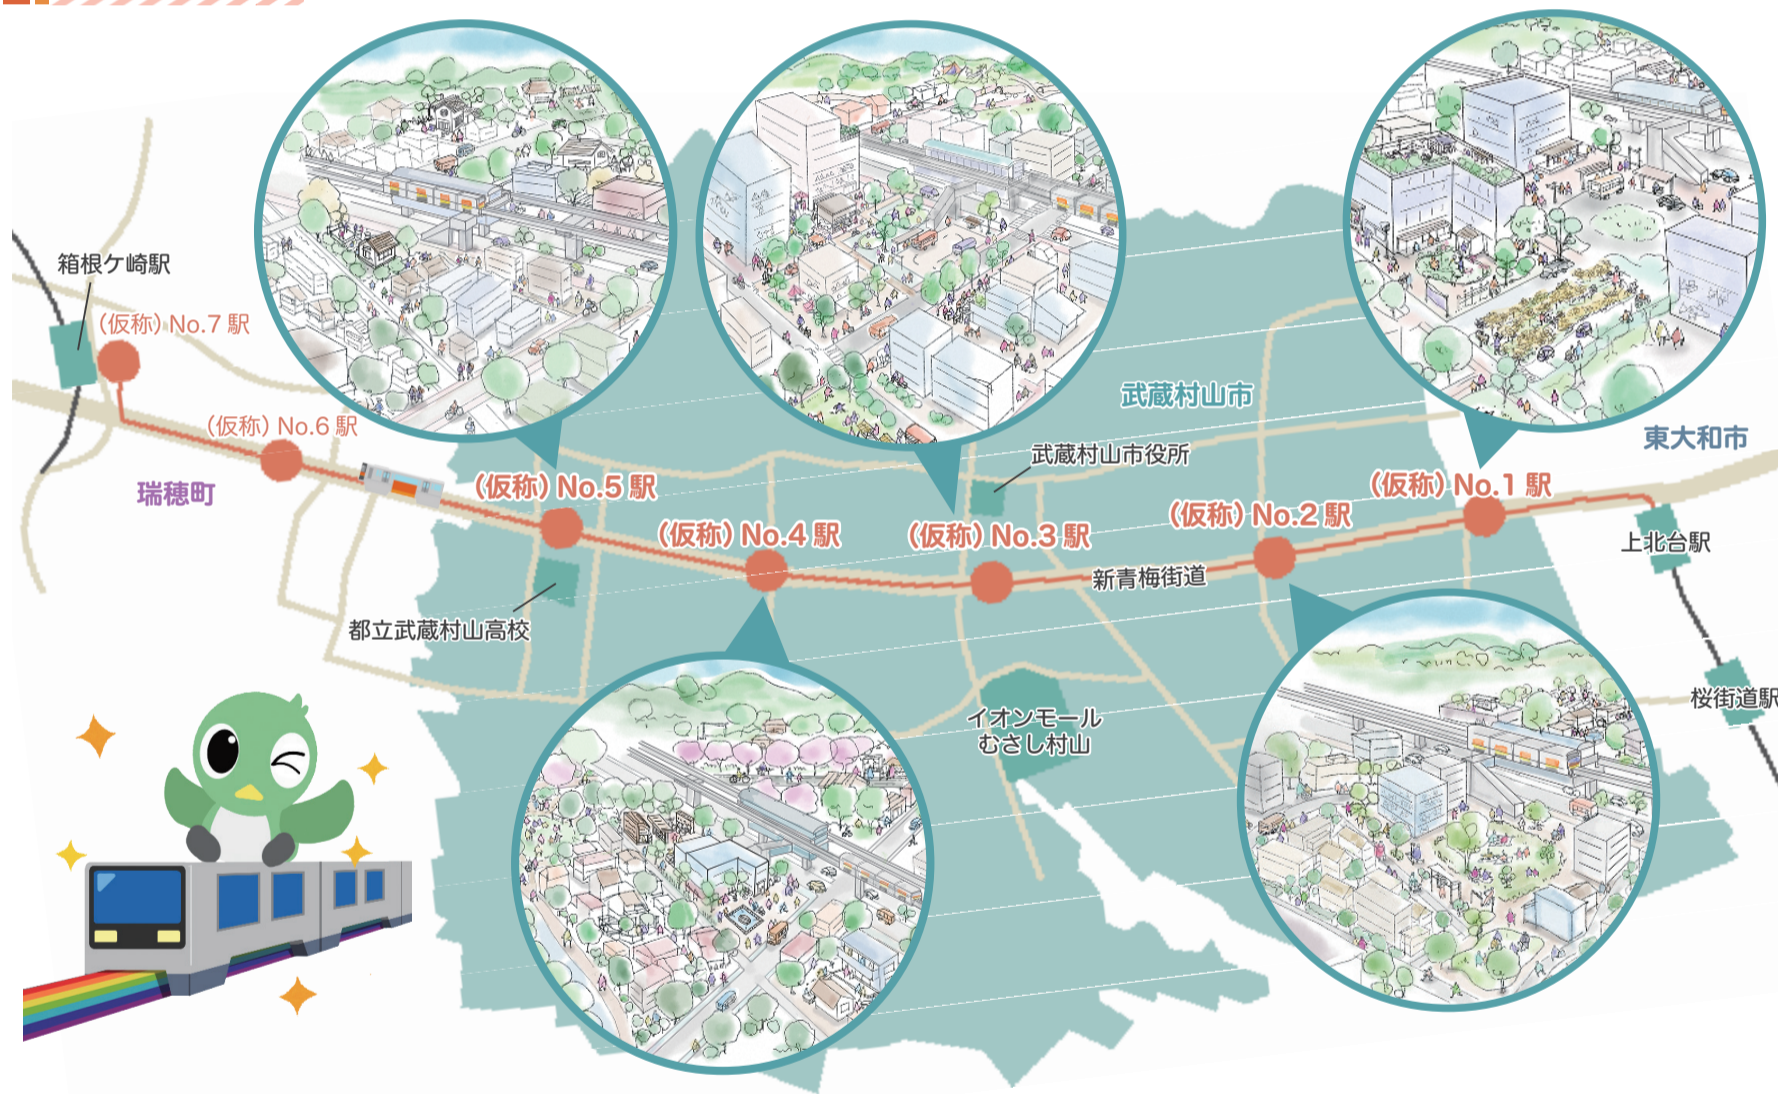 箱根ケ崎駅
(仮称) No.7 駅
(仮称) No.6 駅
瑞穂町
(仮称) No.5 駅
都立武蔵村山高校
(仮称) No.4 駅
(仮称) No.3 駅
武蔵村山市役所
武蔵村山市
新青梅街道
イオンモール
むさし村山
(仮称) No.2 駅
(仮称) No.1 駅
東大和市
上北台駅
桜街道駅